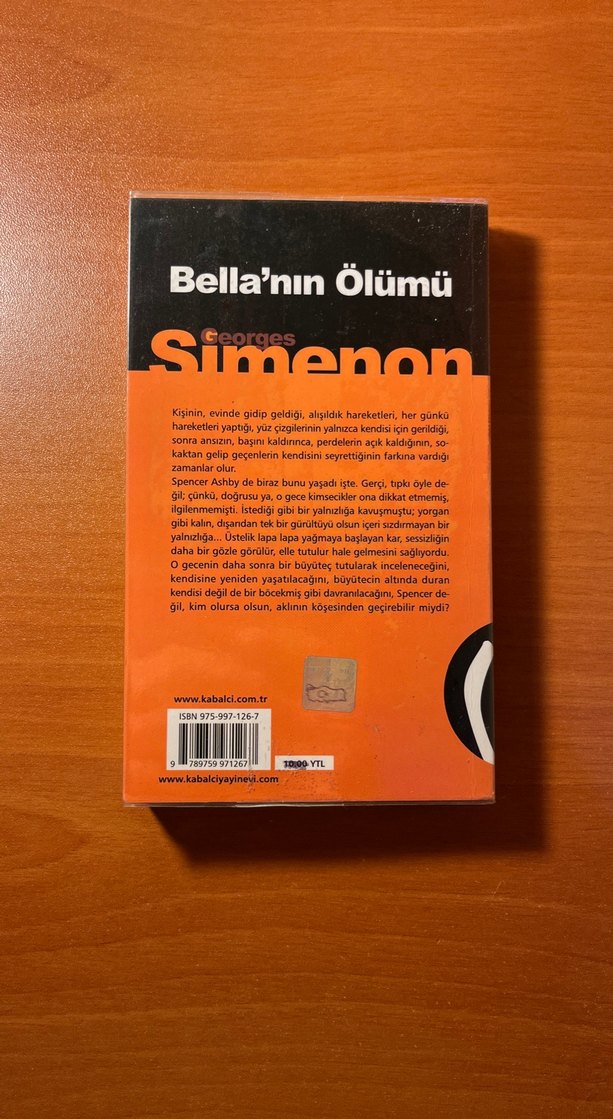 Bella'nın Ölümü
Georges
Simenon
Kişinin, evinde gidip geldiği, alışıldık hareketleri, her günkü
hareketleri yaptığı, yüz çizgilerinin yalnızca kendisi için gerildiği,
sonra ansızın, başını kaldırınca, perdelerin açık kaldığının, so-
kaktan gelip geçenlerin kendisini seyrettiğinin farkına vardığı
zamanlar olur.
Spencer Ashby de biraz bunu yaşadı işte. Gerçi, tıpkı öyle de-
ğil; çünkü, doğrusu ya, o gece kimsecikler ona dikkat etmemiş,
ilgilenmemişti. İstediği gibi bir yalnızlığa kavuşmuştu; yorgan
gibi kalın, dışarıdan tek bir gürültüyü olsun içeri sızdırmayan bir
yalnızlığa... Üstelik lapa lapa yağmaya başlayan kar, sessizliğin
daha bir gözle görülür, elle tutulur hale gelmesini sağlıyordu.
O gecenin daha sonra bir büyüteç tutularak inceleneceğini,
kendisine yeniden yaşatılacağını, büyütecin altında duran
kendisi değil de bir böcekmiş gibi davranılacağını, Spencer de-
ğil, kim olursa olsun, aklının köşesinden geçirebilir miydi?
www.kabalci.com.tr
ISBN 975-997-126-7
9 789759 971267
10.00 YTL
www.kabalciyayinevi.com